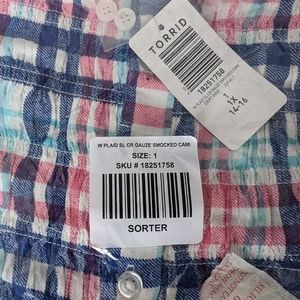 TORRID
18251758
1
1X
14-16
W PLAID SL CR GAUZE SMOCKED CAMI
SIZE: 1
SKU # 18251758
SORTER